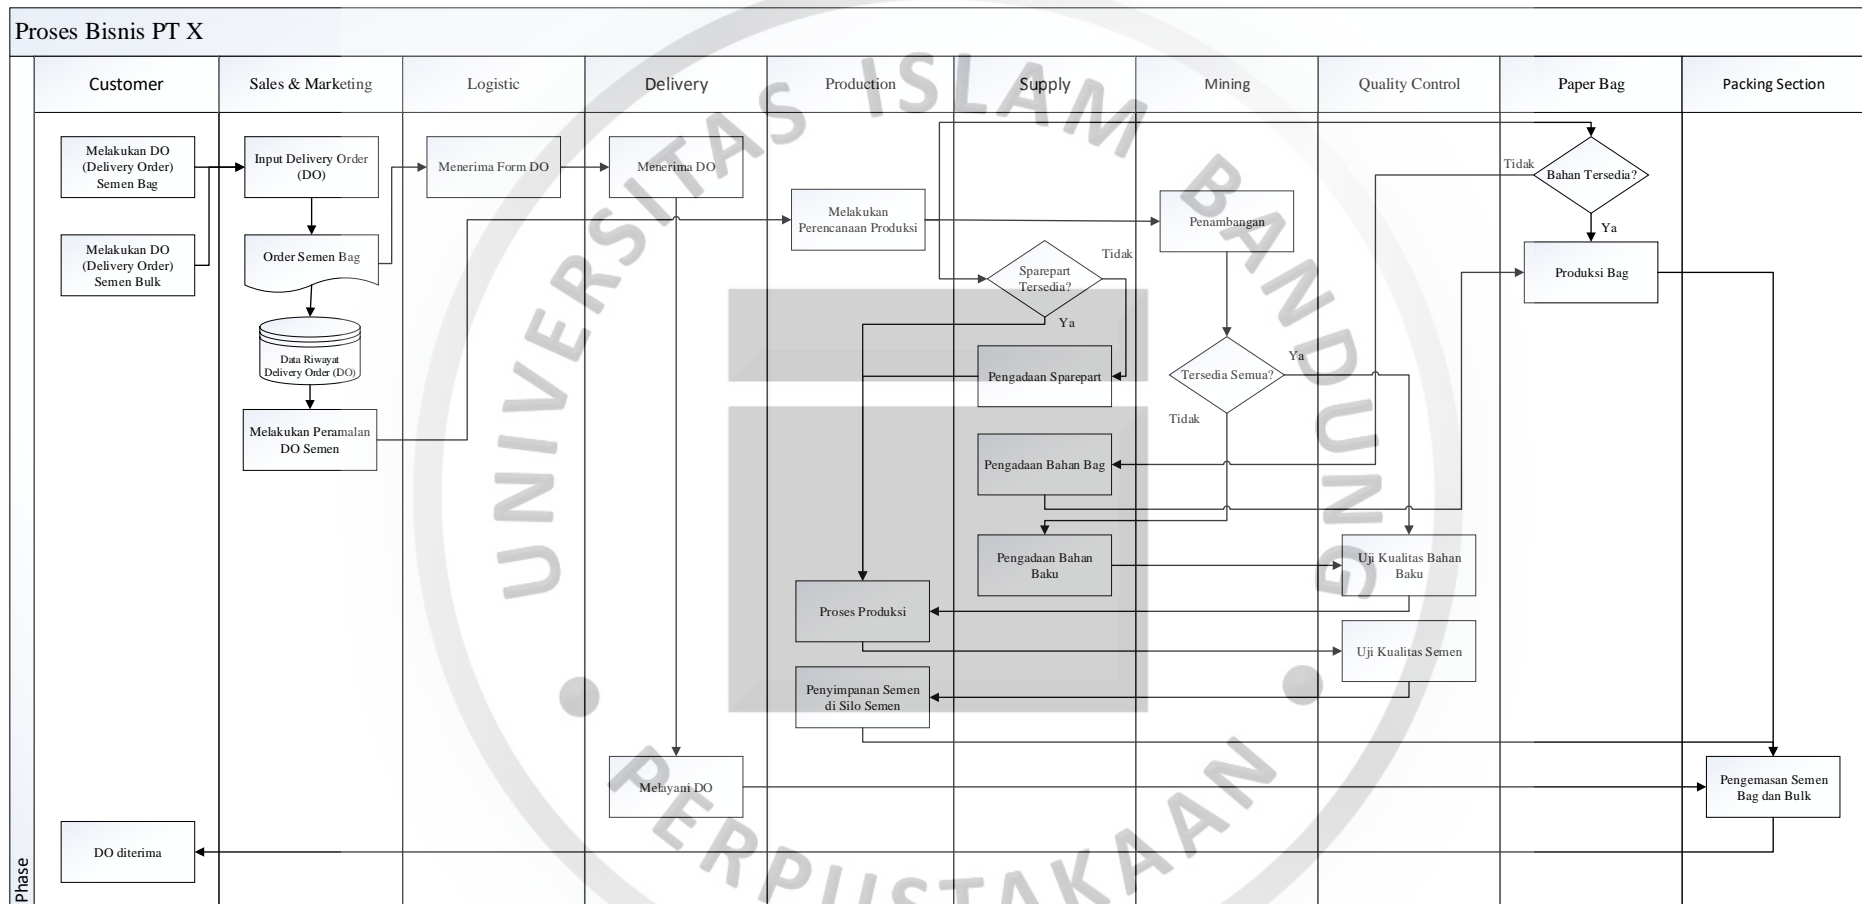 Proses Bisnis PT X
Customer
Sales & Marketing
Logistic
Delivery
Production
Supply
Mining
Quality Control
Paper Bag
Packing Section
Melakukan DO
(Delivery Order)
Semen Bag
Input Delivery Order
(DO)
Menerima Form DO
Menerima DO
Tidak
Bahan Tersedia?
Ya
Melakukan
Perencanaan Produksi
Penambangan
Melakukan DO
(Delivery Order)
Semen Bulk
Order Semen Bag
Sparepart
Tersedia?
Tidak
Ya
Produksi Bag
Data Riwayat
Delivery Order (DO)
Pengadaan Sparepart
Tersedia Semua?
Ya
Tidak
Melakukan Peramalan
DO Semen
Pengadaan Bahan Bag
Pengadaan Bahan
Baku
Uji Kualitas Bahan
Baku
Proses Produksi
Uji Kualitas Semen
Penyimpanan Semen
di Silo Semen
Melayani DO
Pengemasan Semen
Bag dan Bulk
DO diterima
Phase
UNIVERSITAS ISLAM BANDUNG
PERPUSTAKAAN